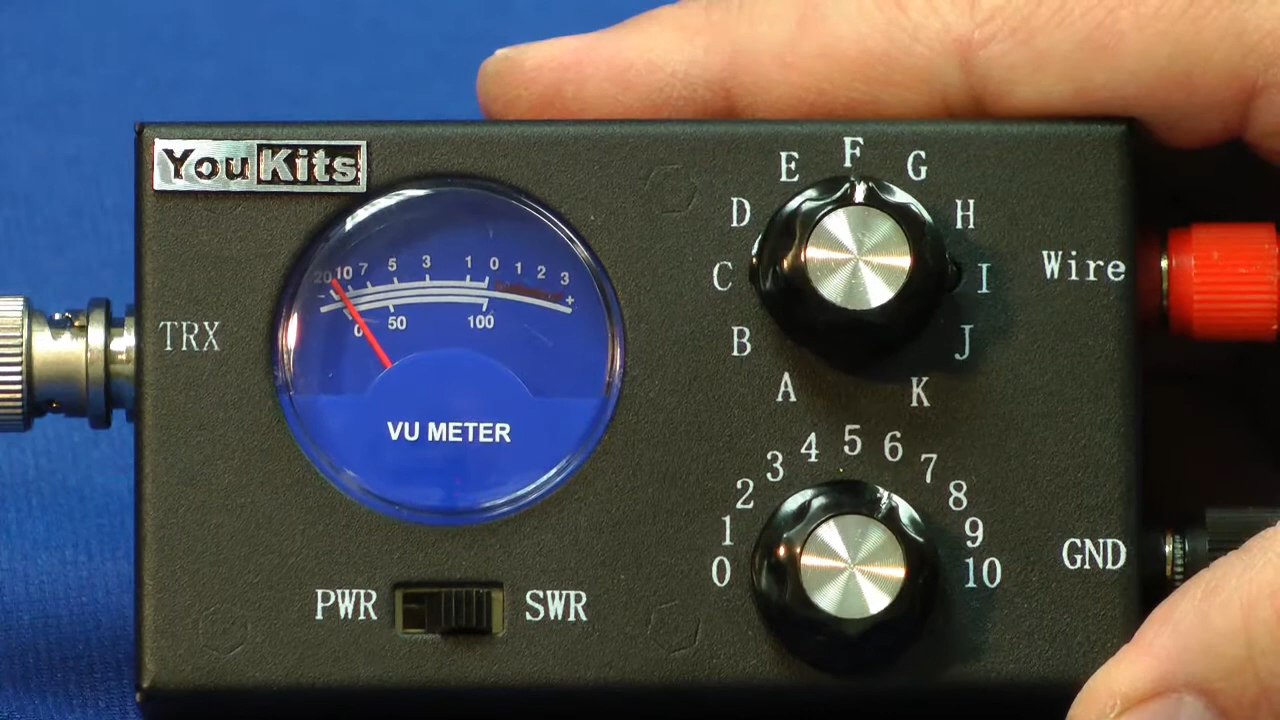 YouKits
TRX
20 10 7 5 3 1 0 1 2 3
- +
0 50 100
VU METER
PWR SWR
A B C D E F G H I J K
0 1 2 3 4 5 6 7 8 9 10
Wire
GND